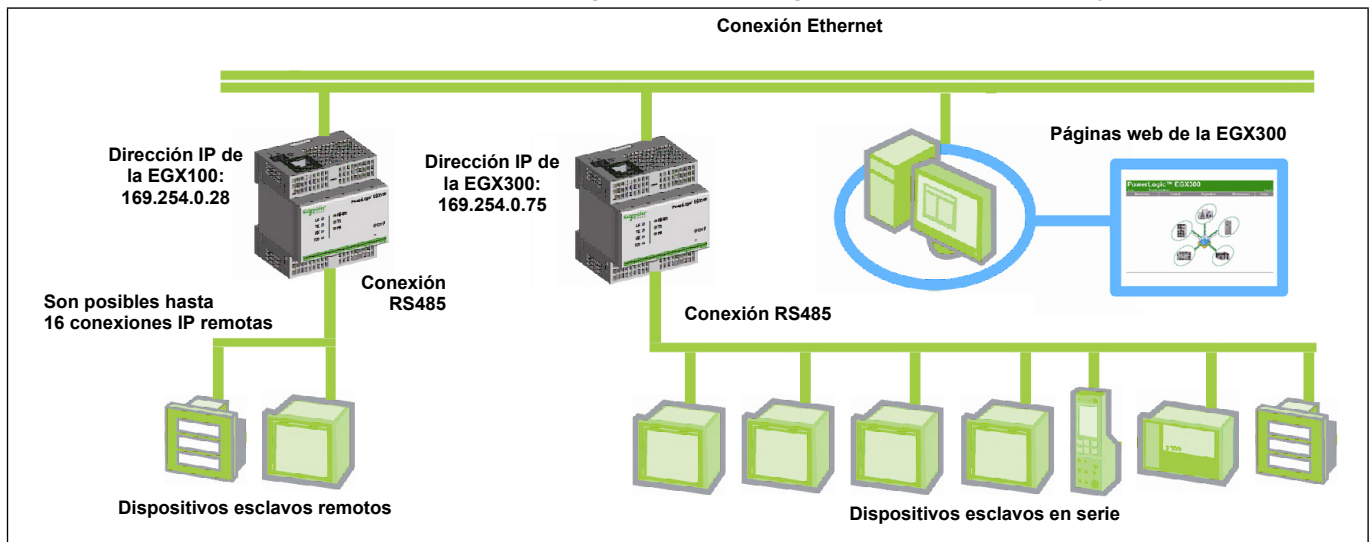 Conexión Ethernet
Dirección IP de
la EGX100:
169.254.0.28
Dirección IP de
la EGX300:
169.254.0.75
Páginas web de la EGX300
PowerLogic™ EGX300
Conexión
RS485
Son posibles hasta
16 conexiones IP remotas
Conexión RS485
Dispositivos esclavos remotos
Dispositivos esclavos en serie